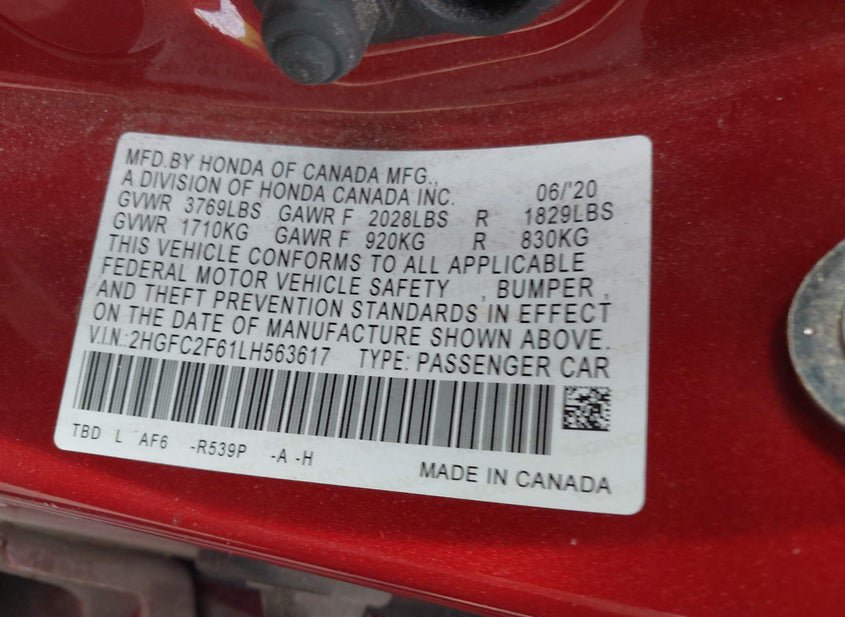 MFD.BY HONDA OF CANADA MFG.,
A DIVISION OF HONDA CANADA INC. 06/'20
GVWR 3769LBS GAWR F 2028LBS R 1829LBS
GVWR 1710KG GAWR F 920KG R 830KG
THIS VEHICLE CONFORMS TO ALL APPLICABLE
FEDERAL MOTOR VEHICLE SAFETY , BUMPER ,
AND THEFT PREVENTION STANDARDS IN EFFECT
ON THE DATE OF MANUFACTURE SHOWN ABOVE.
V.I.N.:2HGFC2F61LH563617 TYPE: PASSENGER CAR
TBD L AF6 -R539P -A -H
MADE IN CANADA